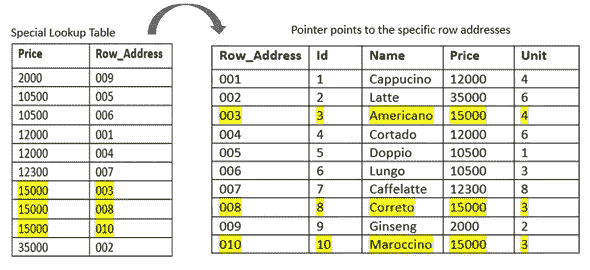 Special Lookup Table
Price Row_Address
2000 009
10500 005
10500 006
12000 001
12000 004
12300 007
15000 003
15000 008
15000 010
35000 002
Pointer points to the specific row addresses
Row_Address Id Name Price Unit
001 1 Cappucino 12000 4
002 2 Latte 35000 6
003 3 Americano 15000 4
004 4 Cortado 12000 6
005 5 Doppio 10500 1
006 6 Lungo 10500 3
007 7 Caffelatte 12300 8
008 8 Correto 15000 3
009 9 Ginseng 2000 2
010 10 Maroccino 15000 3